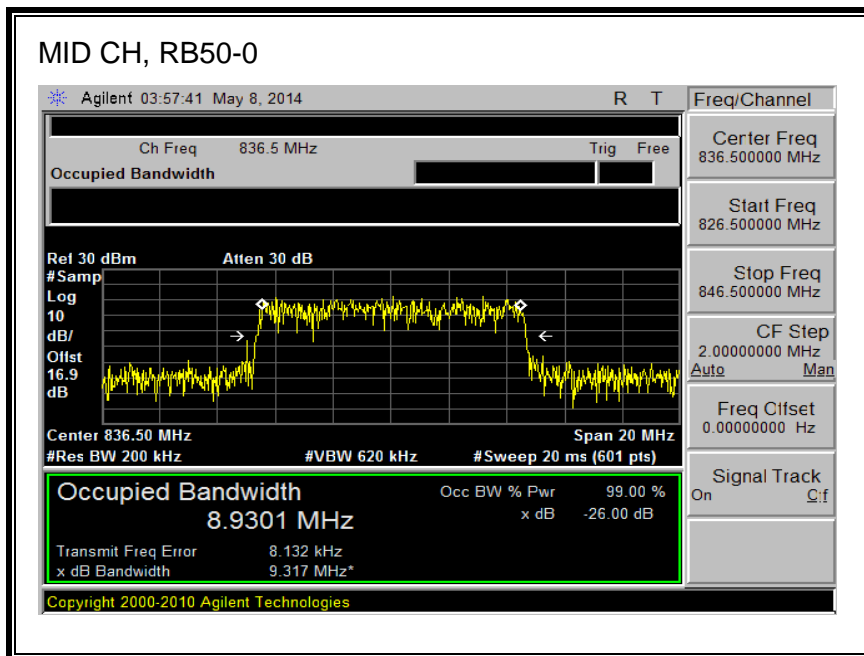 MID CH, RB50-0
Agilent 03:57:41 May 8, 2014 R T
Freq/Channel
Ch Freq 836.5 MHz Trig Free
Occupied Bandwidth
Center Freq
836.500000 MHz
Start Freq
826.500000 MHz
Stop Freq
846.500000 MHz
CF Step
2.00000000 MHz
Auto Man
Freq Offset
0.00000000 Hz
Signal Track
On Off
Ref 30 dBm Atten 30 dB
#Samp
Log
10
dB/
Offst
16.9
dB
Center 836.50 MHz Span 20 MHz
#Res BW 200 kHz #VBW 620 kHz #Sweep 20 ms (601 pts)
Occupied Bandwidth Occ BW % Pwr 99.00 %
8.9301 MHz x dB -26.00 dB
Transmit Freq Error 8.132 kHz
x dB Bandwidth 9.317 MHz*
Copyright 2000-2010 Agilent Technologies